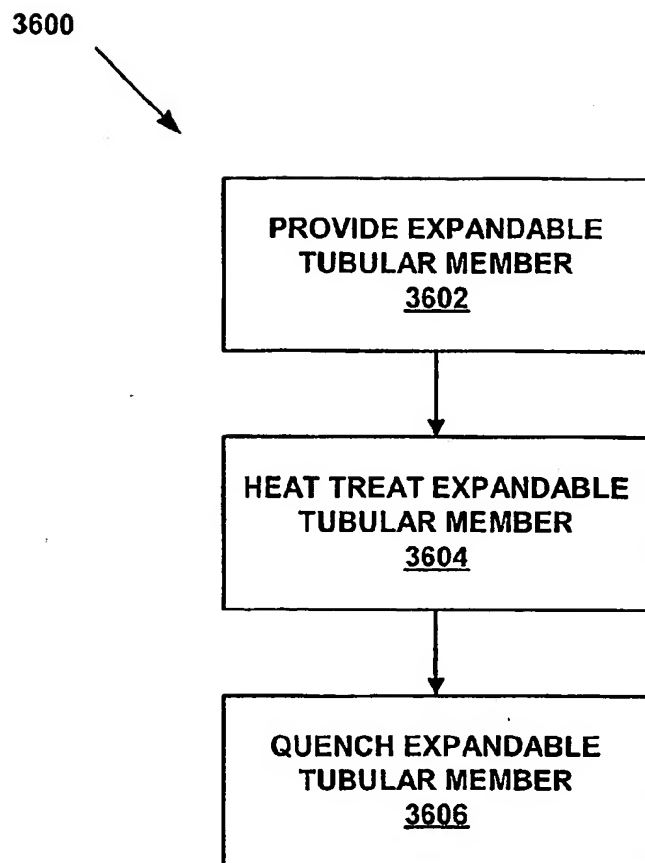 3600
PROVIDE EXPANDABLE
TUBULAR MEMBER
3602
HEAT TREAT EXPANDABLE
TUBULAR MEMBER
3604
QUENCH EXPANDABLE
TUBULAR MEMBER
3606